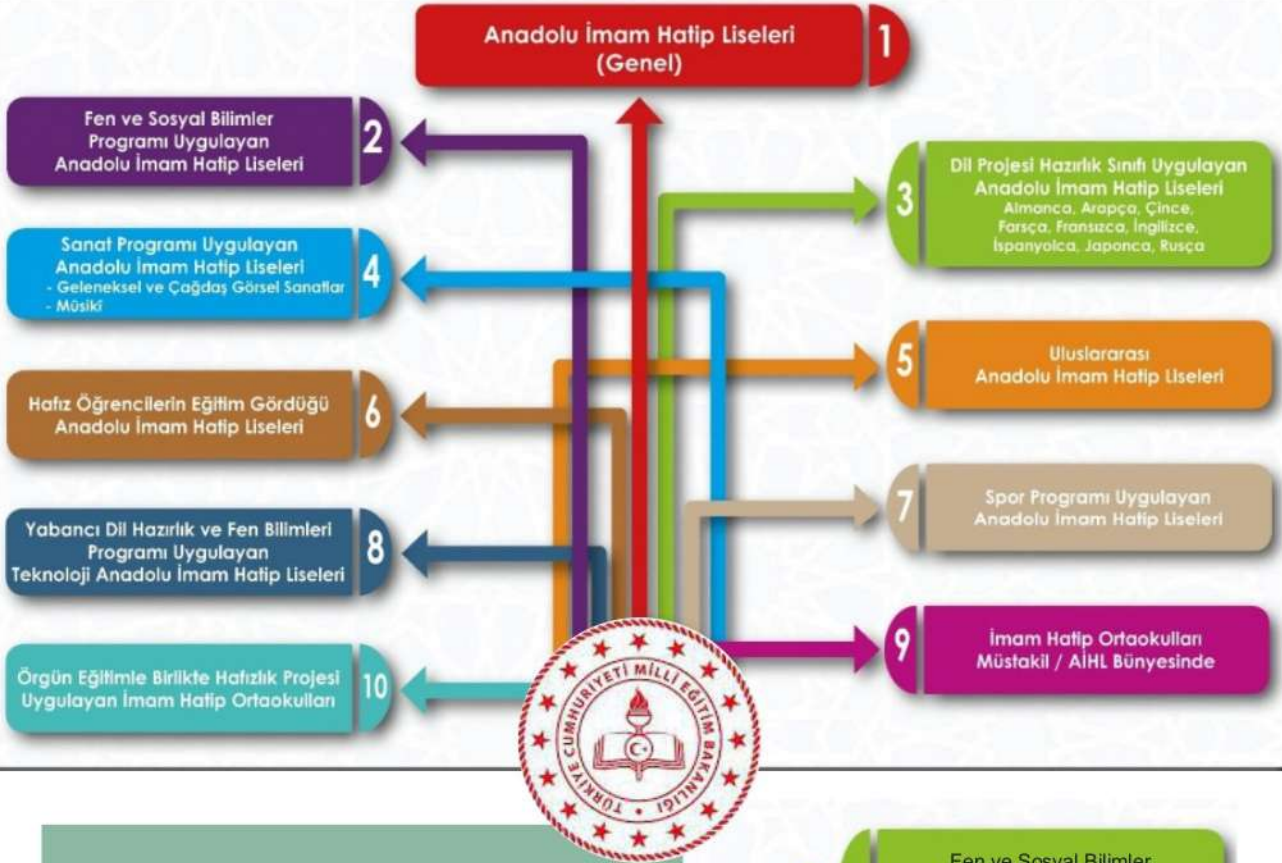 Anadolu İmam Hatip Liseleri
(Genel)
1
Fen ve Sosyal Bilimler
Programı Uygulayan
Anadolu İmam Hatip Liseleri
2
Dil Projesi Hazırlık Sınıfı Uygulayan
Anadolu İmam Hatip Liseleri
Almanca, Arapça, Çince,
Farsça, Fransızca, İngilizce,
İspanyolca, Japonca, Rusça
3
Sanat Programı Uygulayan
Anadolu İmam Hatip Liseleri
- Geleneksel ve Çağdaş Görsel Sanatlar
- Mûsikî
4
Uluslararası
Anadolu İmam Hatip Liseleri
5
Hafız Öğrencilerin Eğitim Gördüğü
Anadolu İmam Hatip Liseleri
6
Spor Programı Uygulayan
Anadolu İmam Hatip Liseleri
7
Yabancı Dil Hazırlık ve Fen Bilimleri
Programı Uygulayan
Teknoloji Anadolu İmam Hatip Liseleri
8
İmam Hatip Ortaokulları
Müstakil / AİHL Bünyesinde
9
Örgün Eğitimle Birlikte Hafızlık Projesi
Uygulayan İmam Hatip Ortaokulları
10
TÜRKİYE CUMHURİYETİ MİLLİ EĞİTİM BAKANLIĞI
Fen ve Sosyal Bilimler